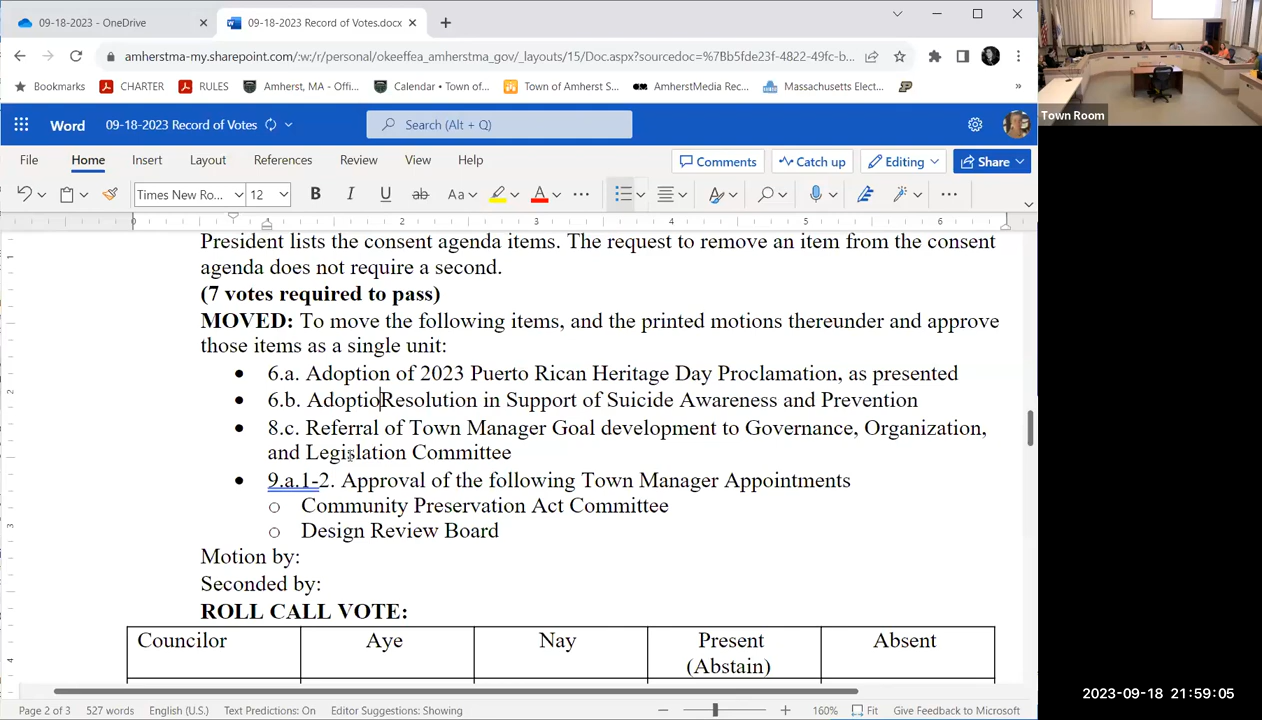 09-18-2023 - OneDrive
09-18-2023 Record of Votes.docx
amherstma-my.sharepoint.com/:w:/r/personal/okeeffea_amherstma_gov/_layouts/15/Doc.aspx?sourcedoc=%7Bb5fde23f-4822-49fc-b...
Bookmarks CHARTER RULES Amherst, MA - Offi... Calendar • Town of... Town of Amherst S... AmherstMedia Rec... Massachusetts Elect... »
Word 09-18-2023 Record of Votes Search (Alt + Q)
File Home Insert Layout References Review View Help Comments Catch up Editing Share
Times New Ro... 12 B I U ab Aa A
1 2 3 4 5 6
President lists the consent agenda items. The request to remove an item from the consent
agenda does not require a second.
(7 votes required to pass)
MOVED: To move the following items, and the printed motions thereunder and approve
those items as a single unit:
• 6.a. Adoption of 2023 Puerto Rican Heritage Day Proclamation, as presented
• 6.b. AdoptioResolution in Support of Suicide Awareness and Prevention
• 8.c. Referral of Town Manager Goal development to Governance, Organization,
and Legislation Committee
• 9.a.1-2. Approval of the following Town Manager Appointments
○ Community Preservation Act Committee
○ Design Review Board
Motion by:
Seconded by:
ROLL CALL VOTE:
Councilor Aye Nay Present (Abstain) Absent
Page 2 of 3 527 words English (U.S.) Text Predictions: On Editor Suggestions: Showing 160% Fit Give Feedback to Microsoft
Town Room
2023-09-18 21:59:05